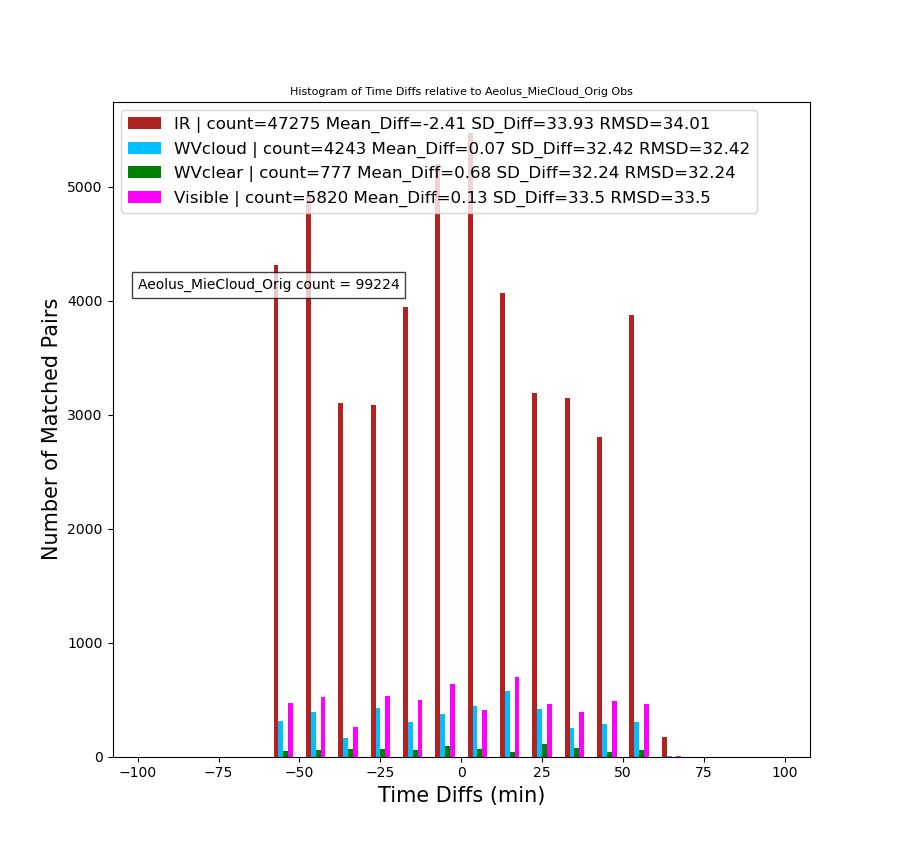 Histogram of Time Diffs relative to Aeolus_MieCloud_Orig Obs
IR | count=47275 Mean_Diff=-2.41 SD_Diff=33.93 RMSD=34.01
WVcloud | count=4243 Mean_Diff=0.07 SD_Diff=32.42 RMSD=32.42
WVclear | count=777 Mean_Diff=0.68 SD_Diff=32.24 RMSD=32.24
Visible | count=5820 Mean_Diff=0.13 SD_Diff=33.5 RMSD=33.5
Aeolus_MieCloud_Orig count = 99224
Number of Matched Pairs
5000
4000
3000
2000
1000
0
−100 −75 −50 −25 0 25 50 75 100
Time Diffs (min)